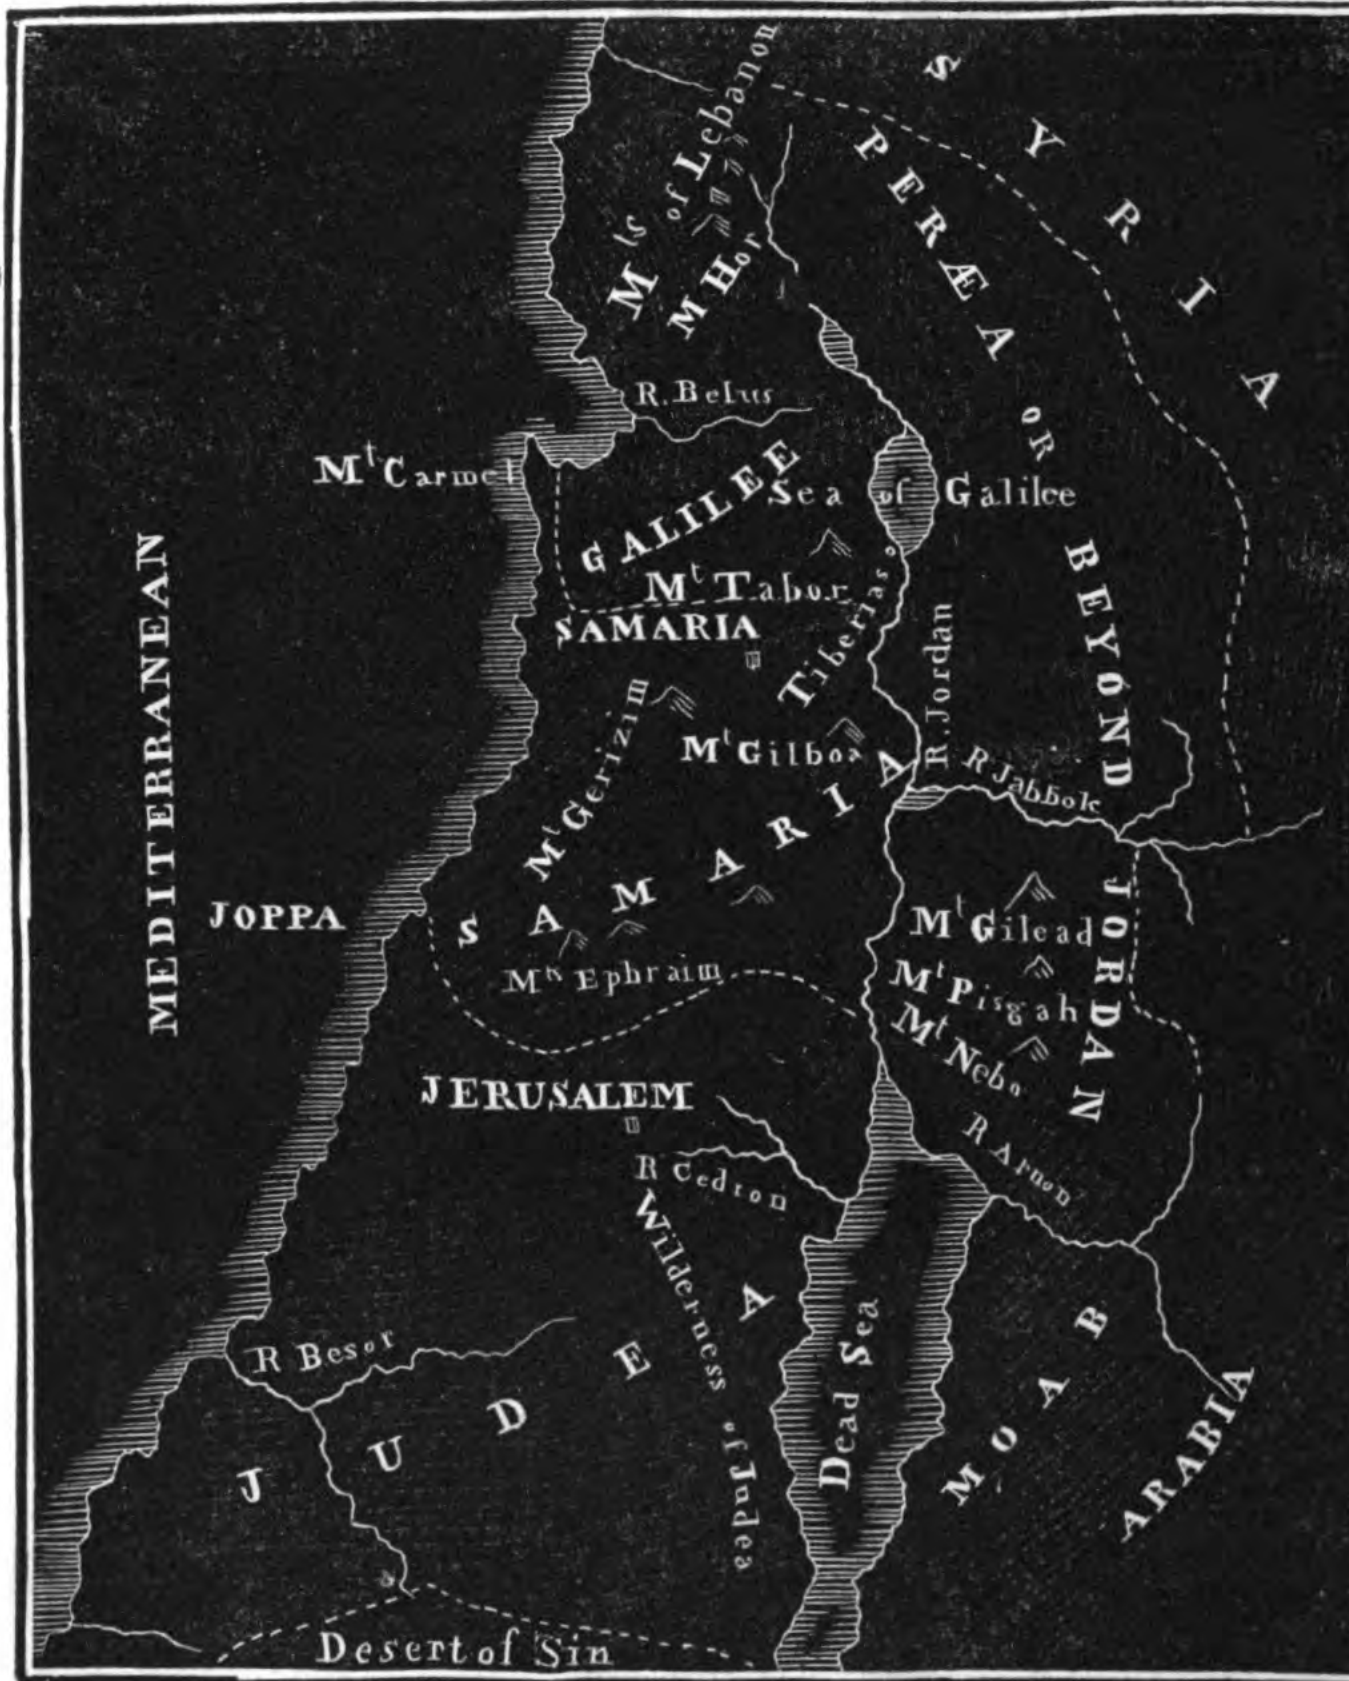 SYRIA
Mts of Lebanon
M Hor
PERÆA OR BEYOND JORDAN
R. Belus
Mt Carmel
GALILEE
Sea of Galilee
Mt Tabor
Tiberias
SAMARIA
R. Jordan
MEDITERRANEAN
Mt Gerizim
Mt Gilboa
R Jabbok
SAMARIA
JOPPA
Mt Gilead
Mts Ephraim
Mt Pisgah
Mt Nebo
JERUSALEM
R Arnon
R Cedron
Wilderness of Judea
JUDEA
Dead Sea
R Besor
MOAB
ARABIA
Desert of Sin